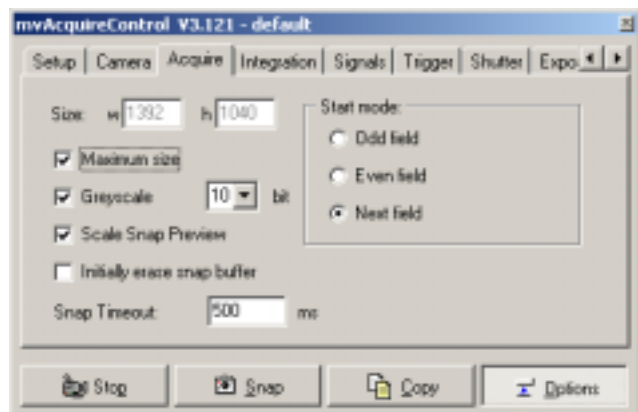 mvAcquireControl V3.121 - default
Setup Camera Acquire Integration Signals Trigger Shutter Expo
Size: w 1392 h 1040
Maximum size
Greyscale 10 bit
Scale Snap Preview
Initially erase snap buffer
Snap Timeout: 500 ms
Start mode:
Odd field
Even field
Next field
Stop Snap Copy Options